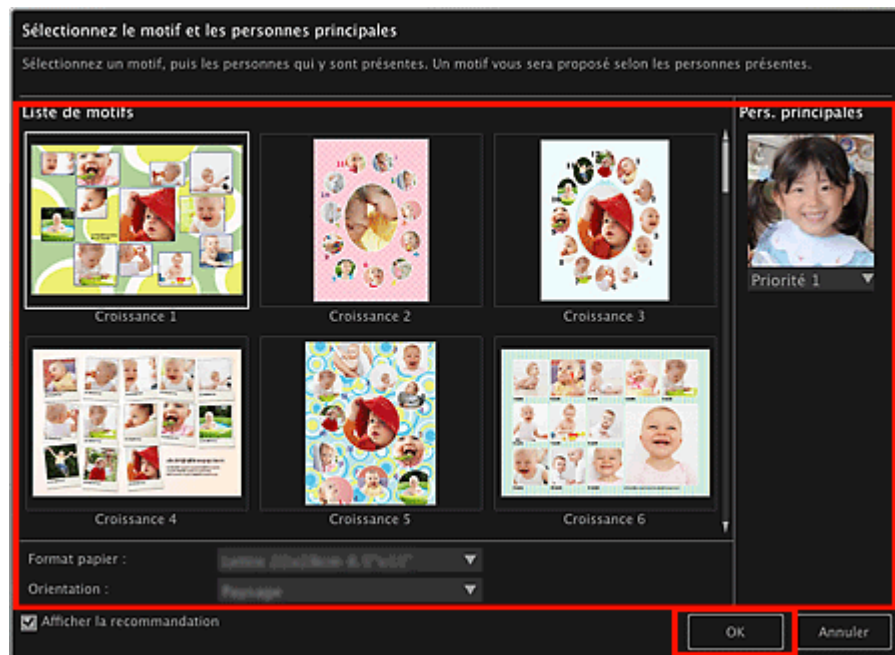 Sélectionnez le motif et les personnes principales
Sélectionnez un motif, puis les personnes qui y sont présentes. Un motif vous sera proposé selon les personnes présentes.
Liste de motifs
Pers. principales
Croissance 1
Croissance 2
Croissance 3
Priorité 1
Croissance 4
Croissance 5
Croissance 6
Format papier :
Orientation :
Paysage
Afficher la recommandation
OK
Annuler